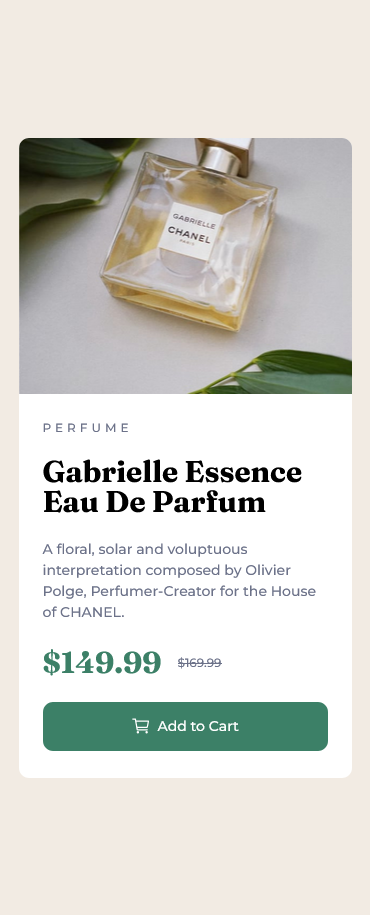 GABRIELLE
CHANEL
PARIS
PERFUME
Gabrielle Essence
Eau De Parfum
A floral, solar and voluptuous
interpretation composed by Olivier
Polge, Perfumer-Creator for the House
of CHANEL.
$149.99 $169.99
Add to Cart